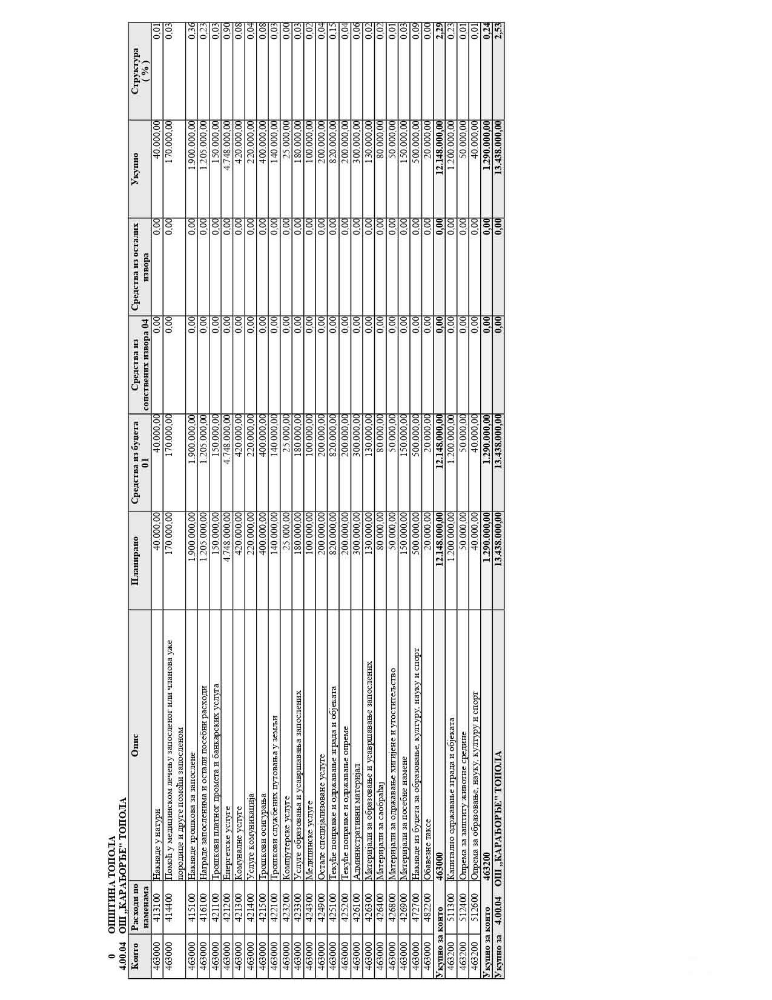 0 ОПШТИНА ТОПОЛА
4.00.04 ОШ „КАРАЂОРЂЕ" ТОПОЛА
Конто Расходи по наменама Опис Планирано Средства из буџета 01 Средства из сопствених извора 04 Средства из осталих извора Укупно Структура ( % )
463000 413100 Накнаде у натури 40.000,00 40.000,00 0,00 0,00 40.000,00 0,01
463000 414400 Помоћ у медицинском лечењу запосленог или чланова уже 170.000,00 170.000,00 0,00 0,00 170.000,00 0,03
породице и друге помоћи запосленом
463000 415100 Накнаде трошкова за запослене 1.900.000,00 1.900.000,00 0,00 0,00 1.900.000,00 0,36
463000 416100 Награде запосленима и остали посебни расходи 1.205.000,00 1.205.000,00 0,00 0,00 1.205.000,00 0,23
463000 421100 Трошкови платног промета и банкарских услуга 150.000,00 150.000,00 0,00 0,00 150.000,00 0,03
463000 421200 Енергетске услуге 4.748.000,00 4.748.000,00 0,00 0,00 4.748.000,00 0,90
463000 421300 Комуналне услуге 420.000,00 420.000,00 0,00 0,00 420.000,00 0,08
463000 421400 Услуге комуникација 220.000,00 220.000,00 0,00 0,00 220.000,00 0,04
463000 421500 Трошкови осигурања 400.000,00 400.000,00 0,00 0,00 400.000,00 0,08
463000 422100 Трошкови службених путовања у земљи 140.000,00 140.000,00 0,00 0,00 140.000,00 0,03
463000 423200 Компјутерске услуге 25.000,00 25.000,00 0,00 0,00 25.000,00 0,00
463000 423300 Услуге образовања и усавршавања запослених 180.000,00 180.000,00 0,00 0,00 180.000,00 0,03
463000 424300 Медицинске услуге 100.000,00 100.000,00 0,00 0,00 100.000,00 0,02
463000 424900 Остале специјализоване услуге 200.000,00 200.000,00 0,00 0,00 200.000,00 0,04
463000 425100 Текуће поправке и одржавање зграда и објеката 820.000,00 820.000,00 0,00 0,00 820.000,00 0,15
463000 425200 Текуће поправке и одржавање опреме 200.000,00 200.000,00 0,00 0,00 200.000,00 0,04
463000 426100 Административни материјал 300.000,00 300.000,00 0,00 0,00 300.000,00 0,06
463000 426300 Материјали за образовање и усавршавање запослених 130.000,00 130.000,00 0,00 0,00 130.000,00 0,02
463000 426400 Материјали за саобраћај 80.000,00 80.000,00 0,00 0,00 80.000,00 0,02
463000 426800 Материјали за одржавање хигијене и угоститељство 50.000,00 50.000,00 0,00 0,00 50.000,00 0,01
463000 426900 Материјали за посебне намене 150.000,00 150.000,00 0,00 0,00 150.000,00 0,03
463000 472700 Накнаде из буџета за образовање, културу, науку и спорт 500.000,00 500.000,00 0,00 0,00 500.000,00 0,09
463000 482200 Обавезне таксе 20.000,00 20.000,00 0,00 0,00 20.000,00 0,00
Укупно за конто 463000 12.148.000,00 12.148.000,00 0,00 0,00 12.148.000,00 2,29
463200 511300 Капитално одржавање зграда и објеката 1.200.000,00 1.200.000,00 0,00 0,00 1.200.000,00 0,23
463200 512400 Опрема за заштиту животне средине 50.000,00 50.000,00 0,00 0,00 50.000,00 0,01
463200 512600 Опрема за образовање, науку, културу и спорт 40.000,00 40.000,00 0,00 0,00 40.000,00 0,01
Укупно за конто 463200 1.290.000,00 1.290.000,00 0,00 0,00 1.290.000,00 0,24
Укупно за 4.00.04 ОШ „КАРАЂОРЂЕ" ТОПОЛА 13.438.000,00 13.438.000,00 0,00 0,00 13.438.000,00 2,53